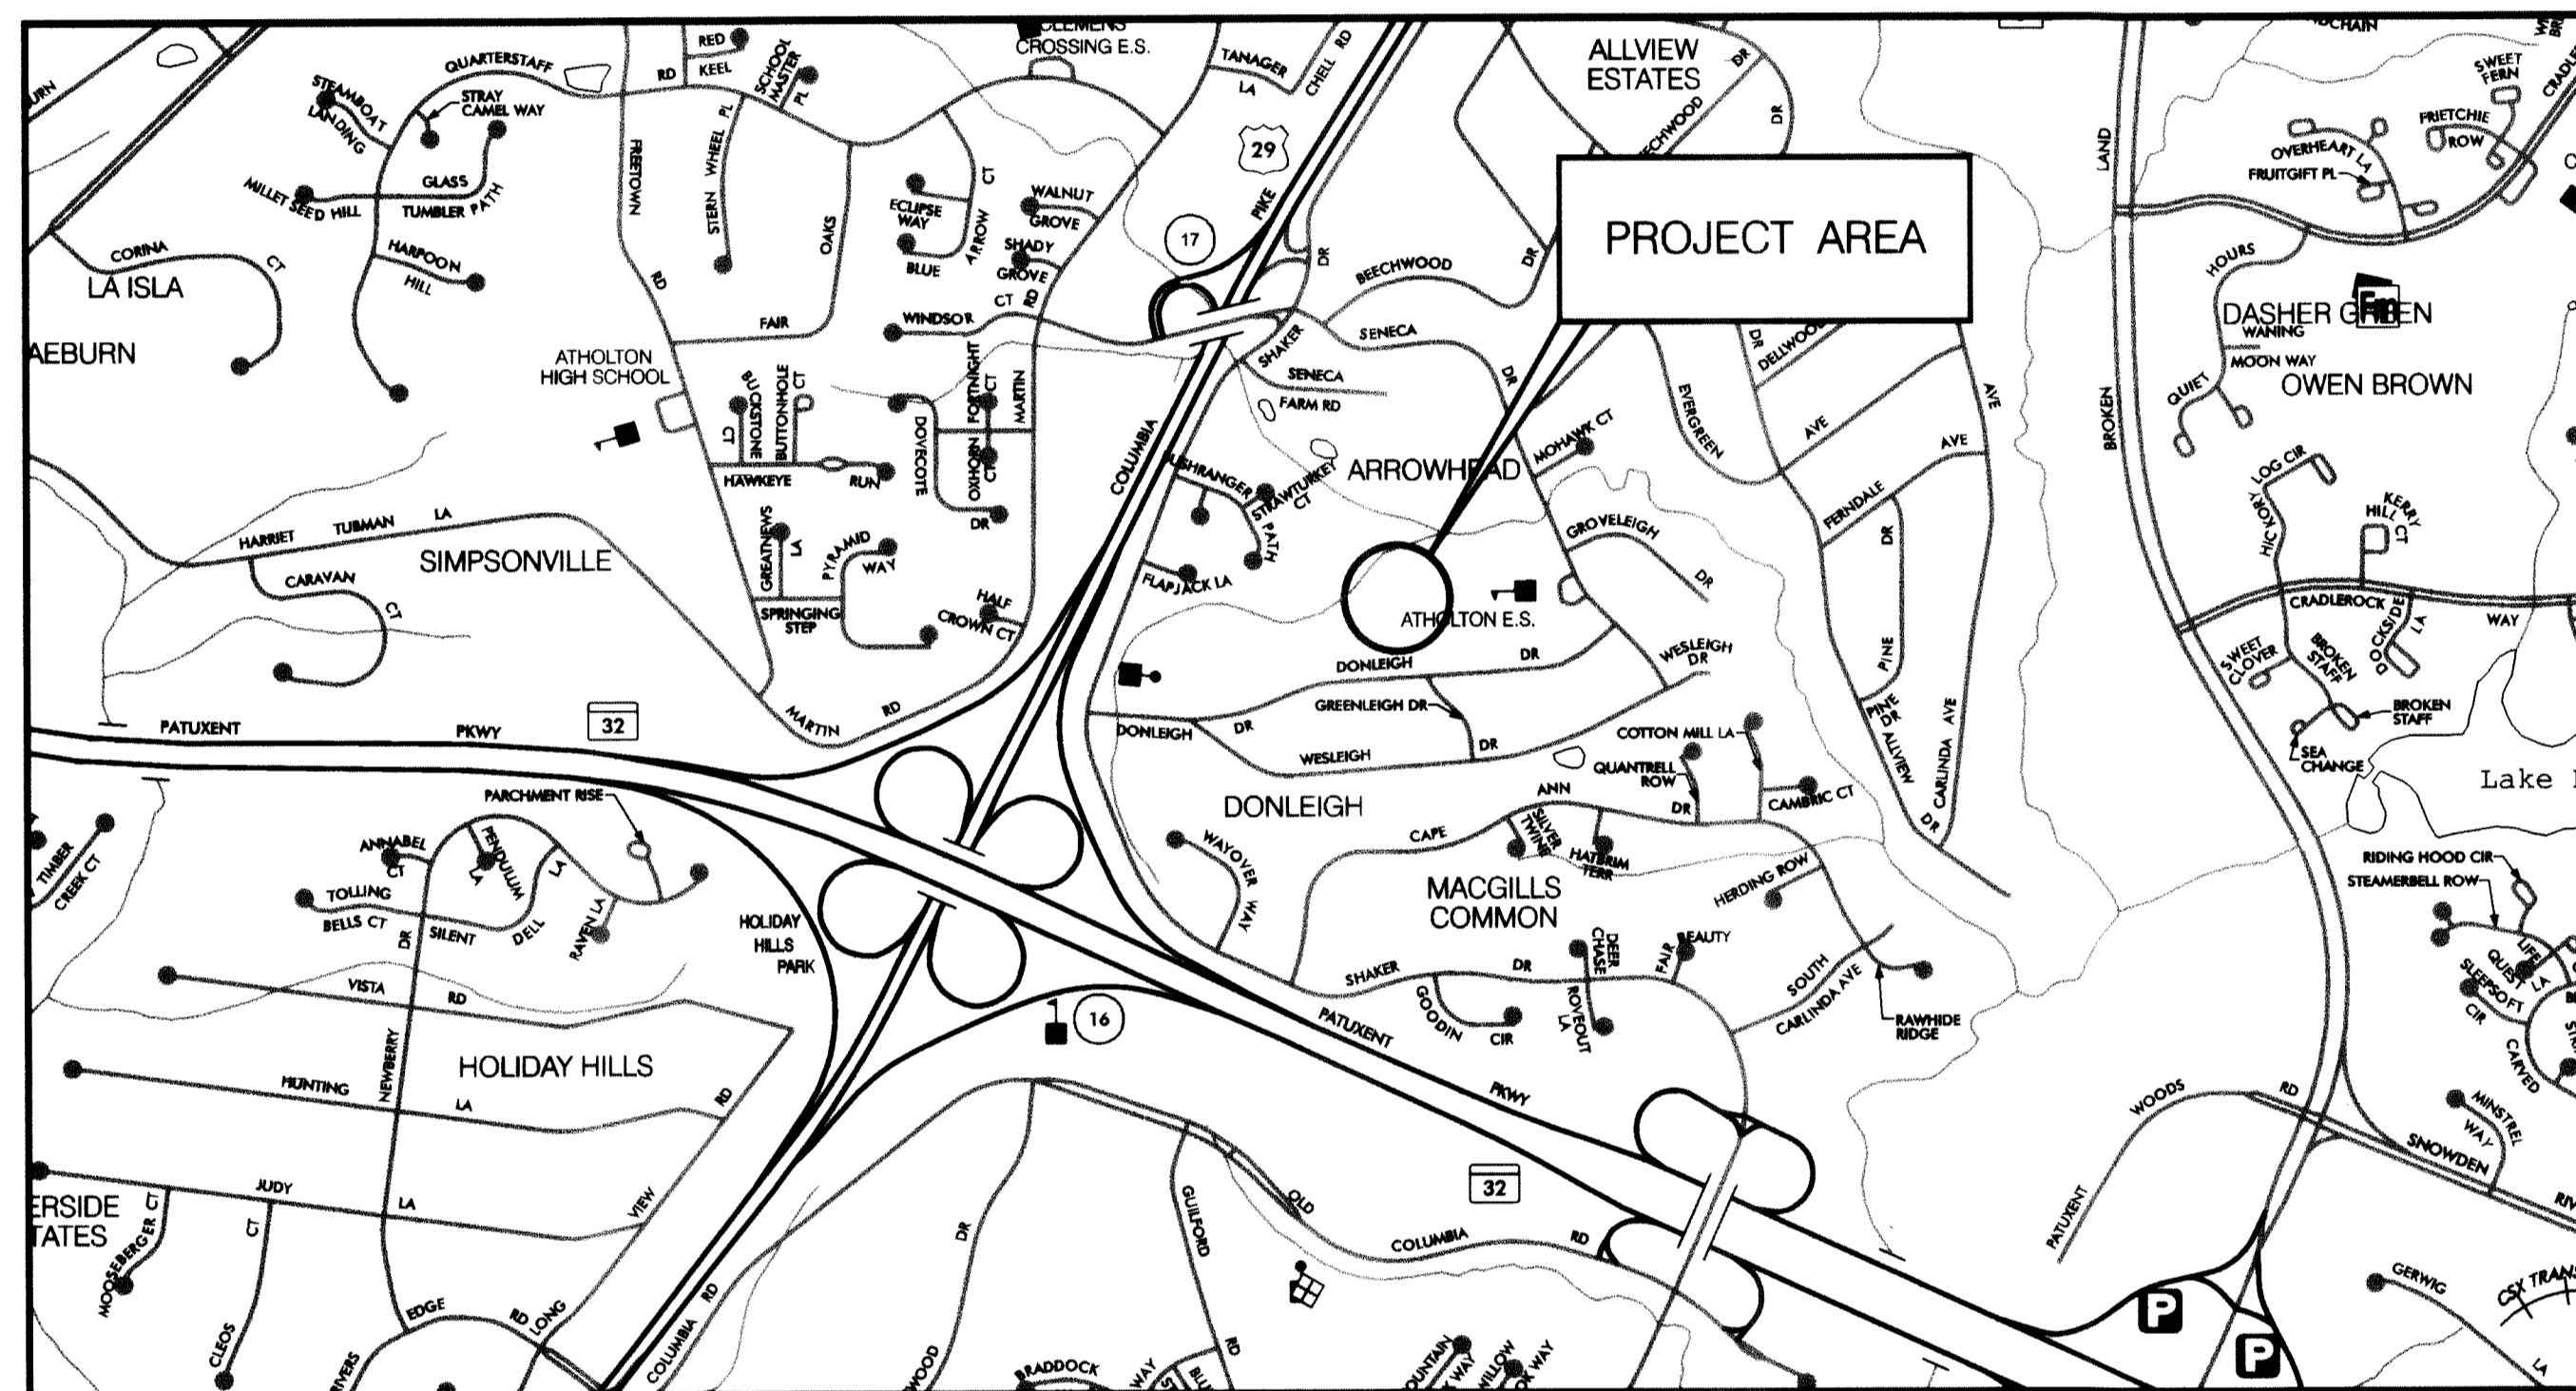 CLEMENS
CROSSING E.S.
ALLVIEW
ESTATES
RED
KEEL
SCHOOL
MASTER
PL
TANAGER
LA
CHELL RD
QUARTERSTAFF
RD
STEAMBOAT
LANDING
STRAY
CAMEL WAY
GLASS
TUMBLER PATH
MILLET SEED HILL
HARPOON
HILL
CORINA
CT
LA ISLA
AEBURN
FREETOWN
RD
STERN WHEEL PL
OAKS
FAIR
ECLIPSE
WAY
BLUE
ARROW
CT
WALNUT
GROVE
SHADY
GROVE
CT
RD
WINDSOR
29
17
PIKE
DR
BEECHWOOD
DR
DR
DR
PROJECT AREA
LAND
BROKEN
SWEET
FERN
FRIETCHIE
ROW
OVERHEART LA
FRUITGIFT PL
HOURS
DASHER GREEN
WANING
MOON WAY
QUIET
OWEN BROWN
ATHOLTON
HIGH SCHOOL
BUCKSTONE
CT
BUTTONHOLE
CT
HAWKEYE
RUN
DOVECOTE
DR
OXHORN
CT
FORTNIGHT
CT
MARTIN
COLUMBIA
SHAKER
SENECA
DR
SENECA
FARM RD
BUSHRANGER
PATH
STRAWTURKEY
CT
FLAPJACK LA
ARROWHEAD
MOHAWK CT
GROVELEIGH
DR
EVERGREEN
DR
DELLWOOD
AVE
AVE
AVE
FERNDALE
DR
PINE
PINE
DR
ALLVIEW
DR
CARLINDA AVE
LOG CIR
HICKORY
KERRY
HILL CT
CRADLEROCK
WAY
DOCKSIDE
LA
SWEET
CLOVER
BROKEN
STAFF
BROKEN
STAFF
SEA
CHANGE
Lake
HARRIET TUBMAN LA
SIMPSONVILLE
CARAVAN
CT
GREATNEWS
LA
PYRAMID
WAY
SPRINGING
STEP
HALF
CROWN CT
MARTIN RD
ATHOLTON E.S.
DONLEIGH DR
WESLEIGH
DR
GREENLEIGH DR
DONLEIGH DR
WESLEIGH DR
DONLEIGH
PATUXENT PKWY
32
COTTON MILL LA
QUANTRELL
ROW
CAMBRIC CT
CAPE ANN DR
SILVER
TWINE
HATBRIM
TERR
HERDING ROW
WAYOVER
WAY
MACGILLS
COMMON
PARCHMENT RISE
ANNABEL
CT
PENDULUM
LA
TOLLING
BELLS CT
SILENT DELL LA
RAVEN LA
DR
TIMBER
CREEK CT
HOLIDAY
HILLS
PARK
VISTA RD
NEWBERRY
HOLIDAY HILLS
HUNTING LA
RD
VIEW
JUDY LA
MOOSEBERGER CT
CT
CLEOS
EDGE RD
LONG
RIVERS
16
SHAKER DR
GOODIN
CIR
DEER
CHASE
ROVEOUT
LA
FAIR
BEAUTY
SOUTH
CARLINDA AVE
RAWHIDE
RIDGE
PATUXENT
PKWY
32
GUILFORD
RD
OLD
COLUMBIA RD
DR
WOOD
COLUMBIA RD
BRADDOCK
WAY
RIDING HOOD CIR
STEAMERBELL ROW
SLEEPSOFT
CIR
QUEST
LA
CARVED
MINSTREL
WAY
PATUXENT
WOODS
RD
SNOWDEN
GERWIG
LA
P
P